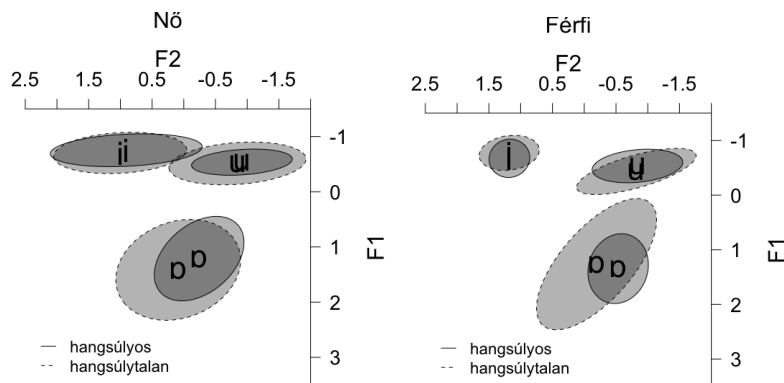 Nő
F2
2.5 1.5 0.5 -0.5 -1.5
-1
0
1
2
3
F1
i i
u u
ɒ ɒ
hangsúlyos
hangsúlytalan
Férfi
F2
2.5 1.5 0.5 -0.5 -1.5
-1
0
1
2
3
F1
i
u
ɒ ɒ
hangsúlyos
hangsúlytalan